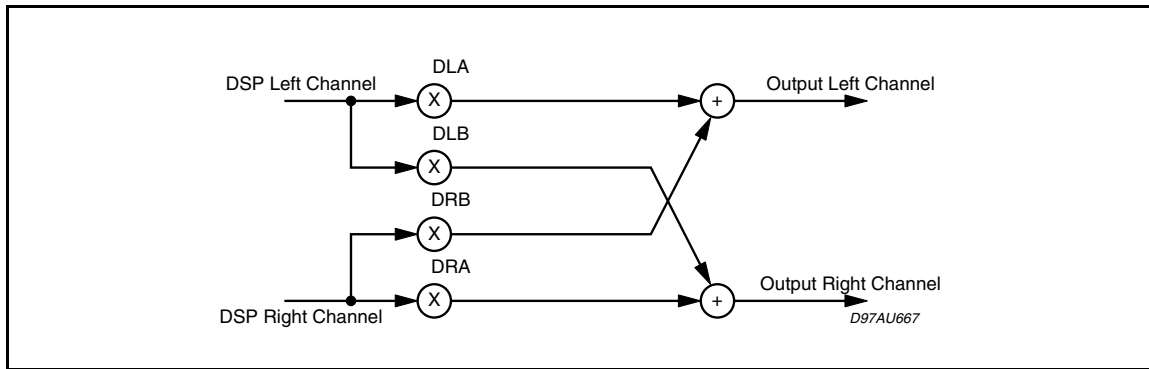 DLA
DSP Left Channel
X
+
Output Left Channel
DLB
X
DRB
X
DRA
X
+
Output Right Channel
DSP Right Channel
D97AU667